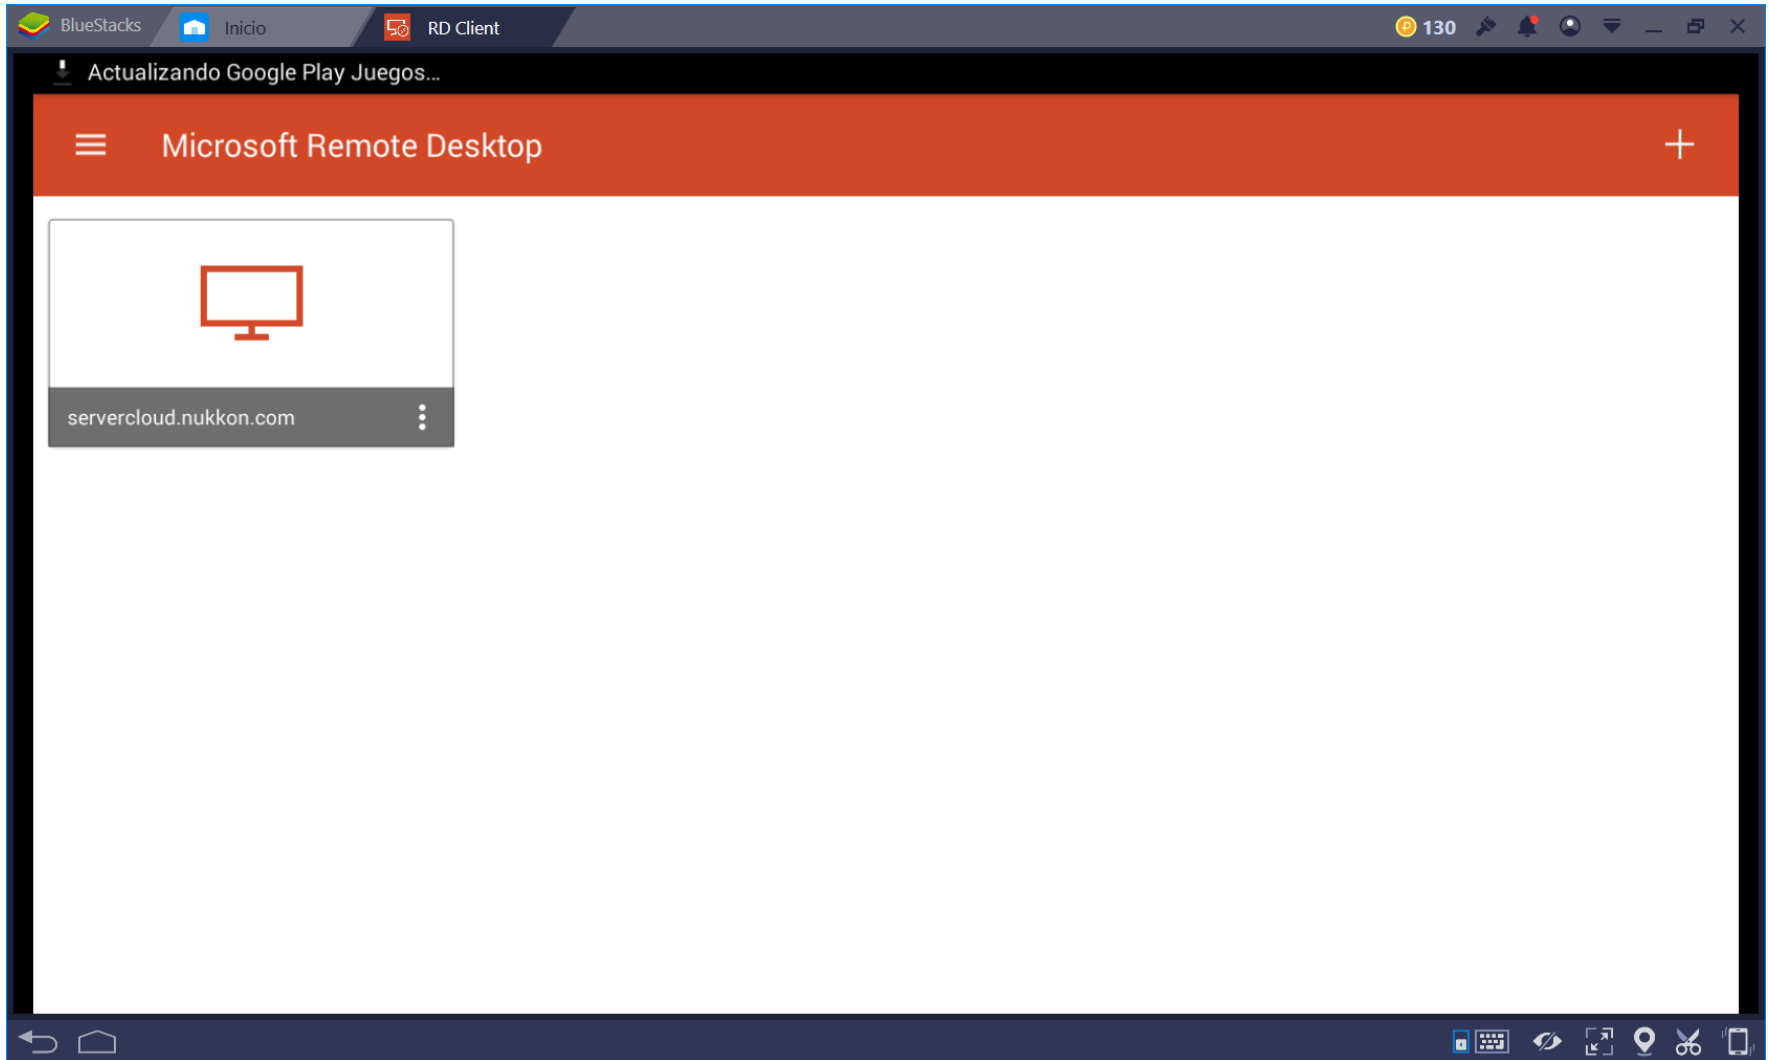 BlueStacks
Inicio
RD Client
130
Actualizando Google Play Juegos...
Microsoft Remote Desktop
servercloud.nukkon.com